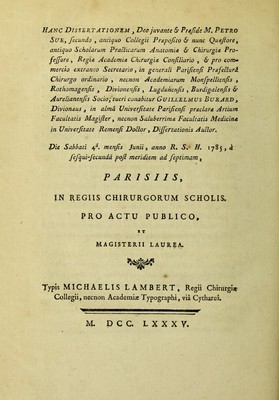 HANC DISSERTATIONEM, Deo juvante & Præside M. PETRO
SUE, secundo, antiquo Collegii Præposito & nunc Quæstore,
antiquo Scholarum Practicarum Anatomiæ & Chirurgiæ Pro-
fessore, Regiæ Academiæ Chirurgiæ Consiliario, & pro com-
mercio extraneo Secretario, in generali Parisiensi Præfecturâ
Chirurgo ordinario, necnon Academiarum Monspeliensis,
Rothomagensis, Divionensis, Lugdunensis, Burdigalensis &
Aurelianensis Socio; tueri conabitur GUILLELMUS BURARD,
Divionæus, in almâ Universitate Parisiensi præclaræ Artium
Facultatis Magister, necnon Saluberrimæ Facultatis Medicinæ
in Universitate Remensi Doctor, Dissertationis Auctor.
Die Sabbati 4ª. mensis Junii, anno R. S. H. 1785, à
sesqui-secundâ post meridiem ad septimam,
PARISIIS,
IN REGIIS CHIRURGORUM SCHOLIS.
PRO ACTU PUBLICO,
ET
MAGISTERII LAUREA.
Typis MICHAELIS LAMBERT, Regii Chirurgiæ
Collegii, necnon Academiæ Typographi, viâ Cytharæi.
M. DCC. LXXXV.